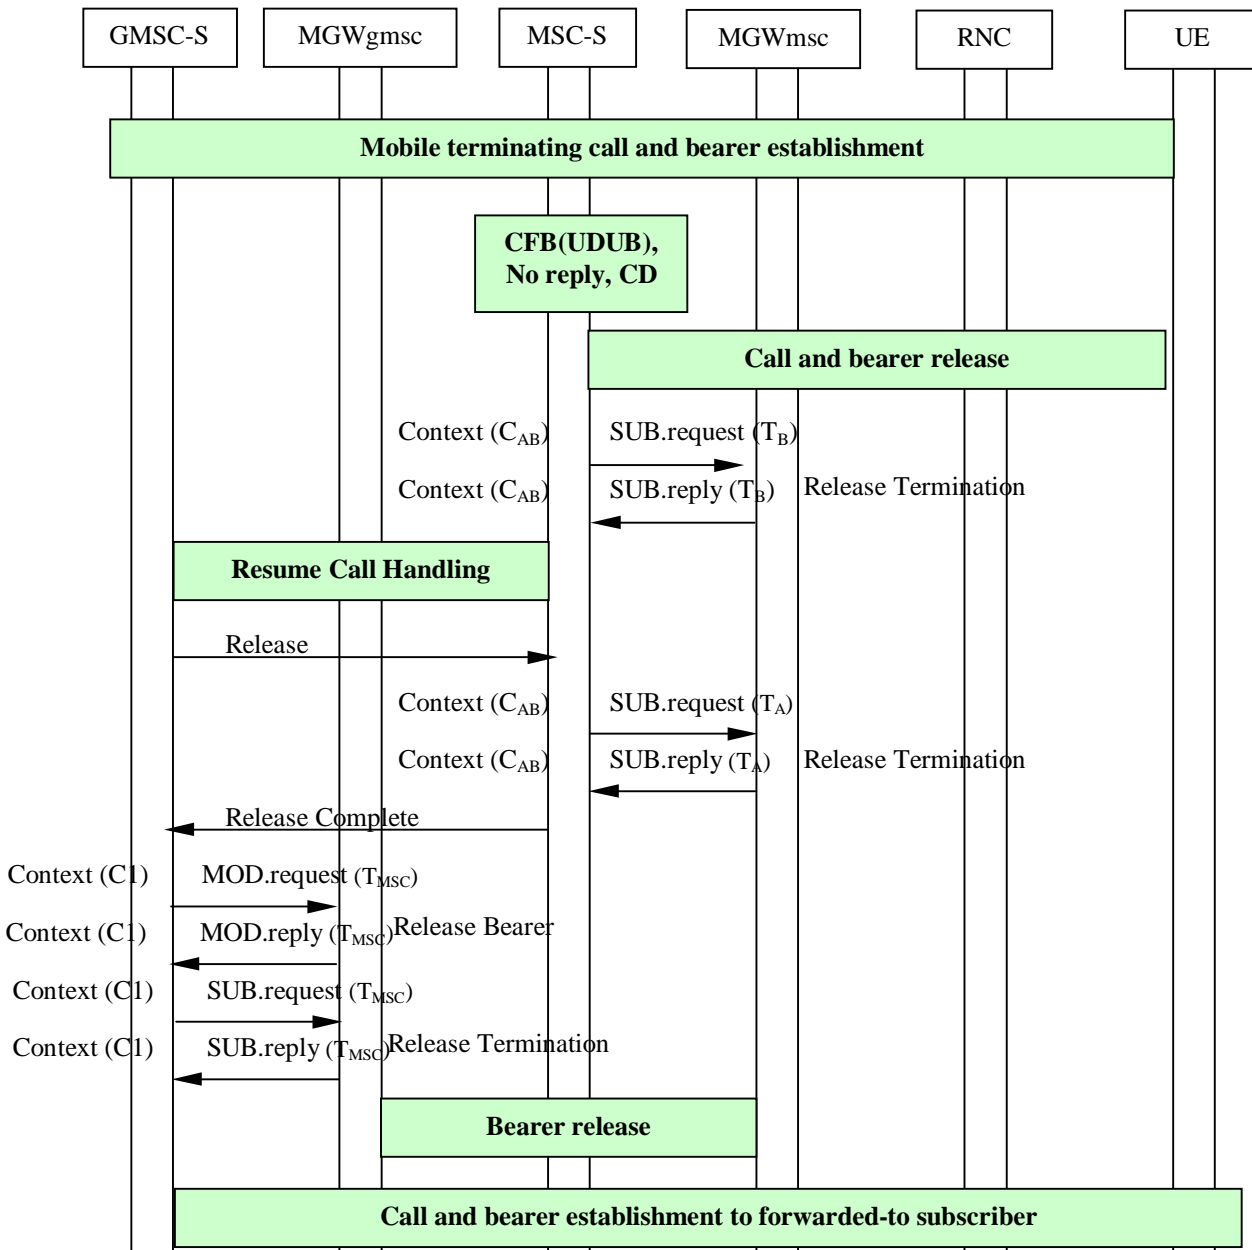 GMSC-S MGWgmsc MSC-S MGWmsc RNC UE
Mobile terminating call and bearer establishment
CFB(UDUB),
No reply, CD
Call and bearer release
Context (CAB) SUB.request (TB)
Context (CAB) SUB.reply (TB) Release Termination
Resume Call Handling
Release
Context (CAB) SUB.request (TA)
Context (CAB) SUB.reply (TA) Release Termination
Release Complete
Context (C1) MOD.request (TMSC)
Context (C1) MOD.reply (TMSC) Release Bearer
Context (C1) SUB.request (TMSC)
Context (C1) SUB.reply (TMSC) Release Termination
Bearer release
Call and bearer establishment to forwarded-to subscriber